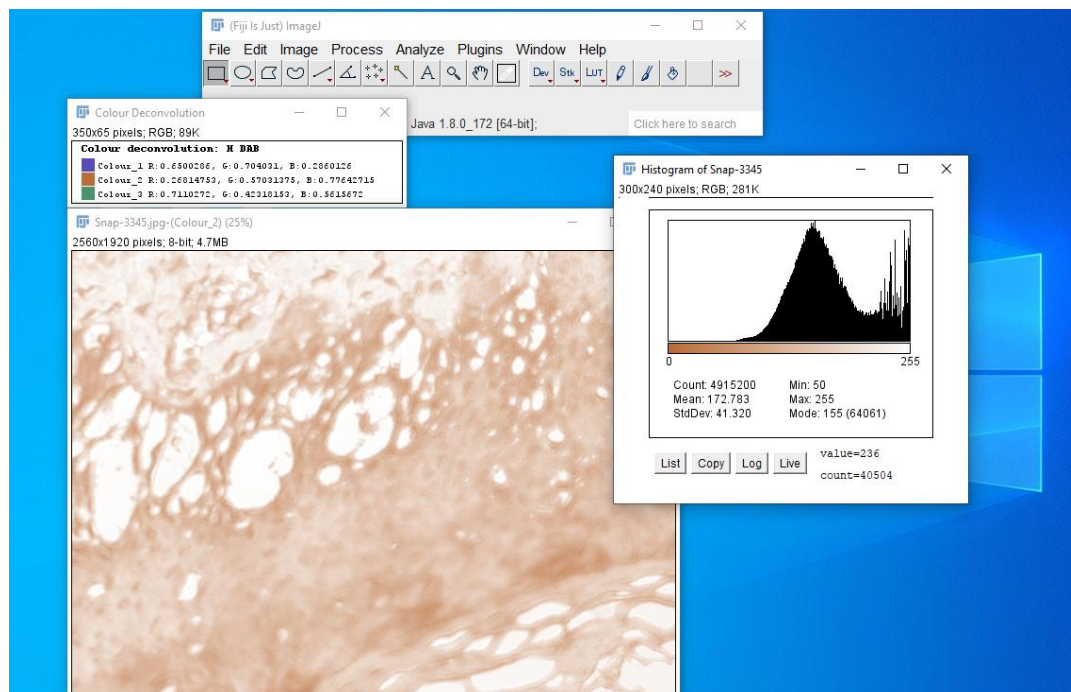 (Fiji Is Just) ImageJ
File Edit Image Process Analyze Plugins Window Help
Dev Stk LUT >>
Java 1.8.0_172 [64-bit];
Click here to search
Colour Deconvolution
350x65 pixels; RGB; 89K
Colour deconvolution: H DAB
Colour_1 R:0.6500286, G:0.704031, B:0.2860126
Colour_2 R:0.26814753, G:0.57031375, B:0.77642715
Colour_3 R:0.7110272, G:0.42318153, B:0.5615672
Snap-3345.jpg-(Colour_2) (25%)
2560x1920 pixels; 8-bit; 4.7MB
Histogram of Snap-3345
300x240 pixels; RGB; 281K
0 255
Count: 4915200 Min: 50
Mean: 172.783 Max: 255
StdDev: 41.320 Mode: 155 (64061)
List Copy Log Live
value=236
count=40504